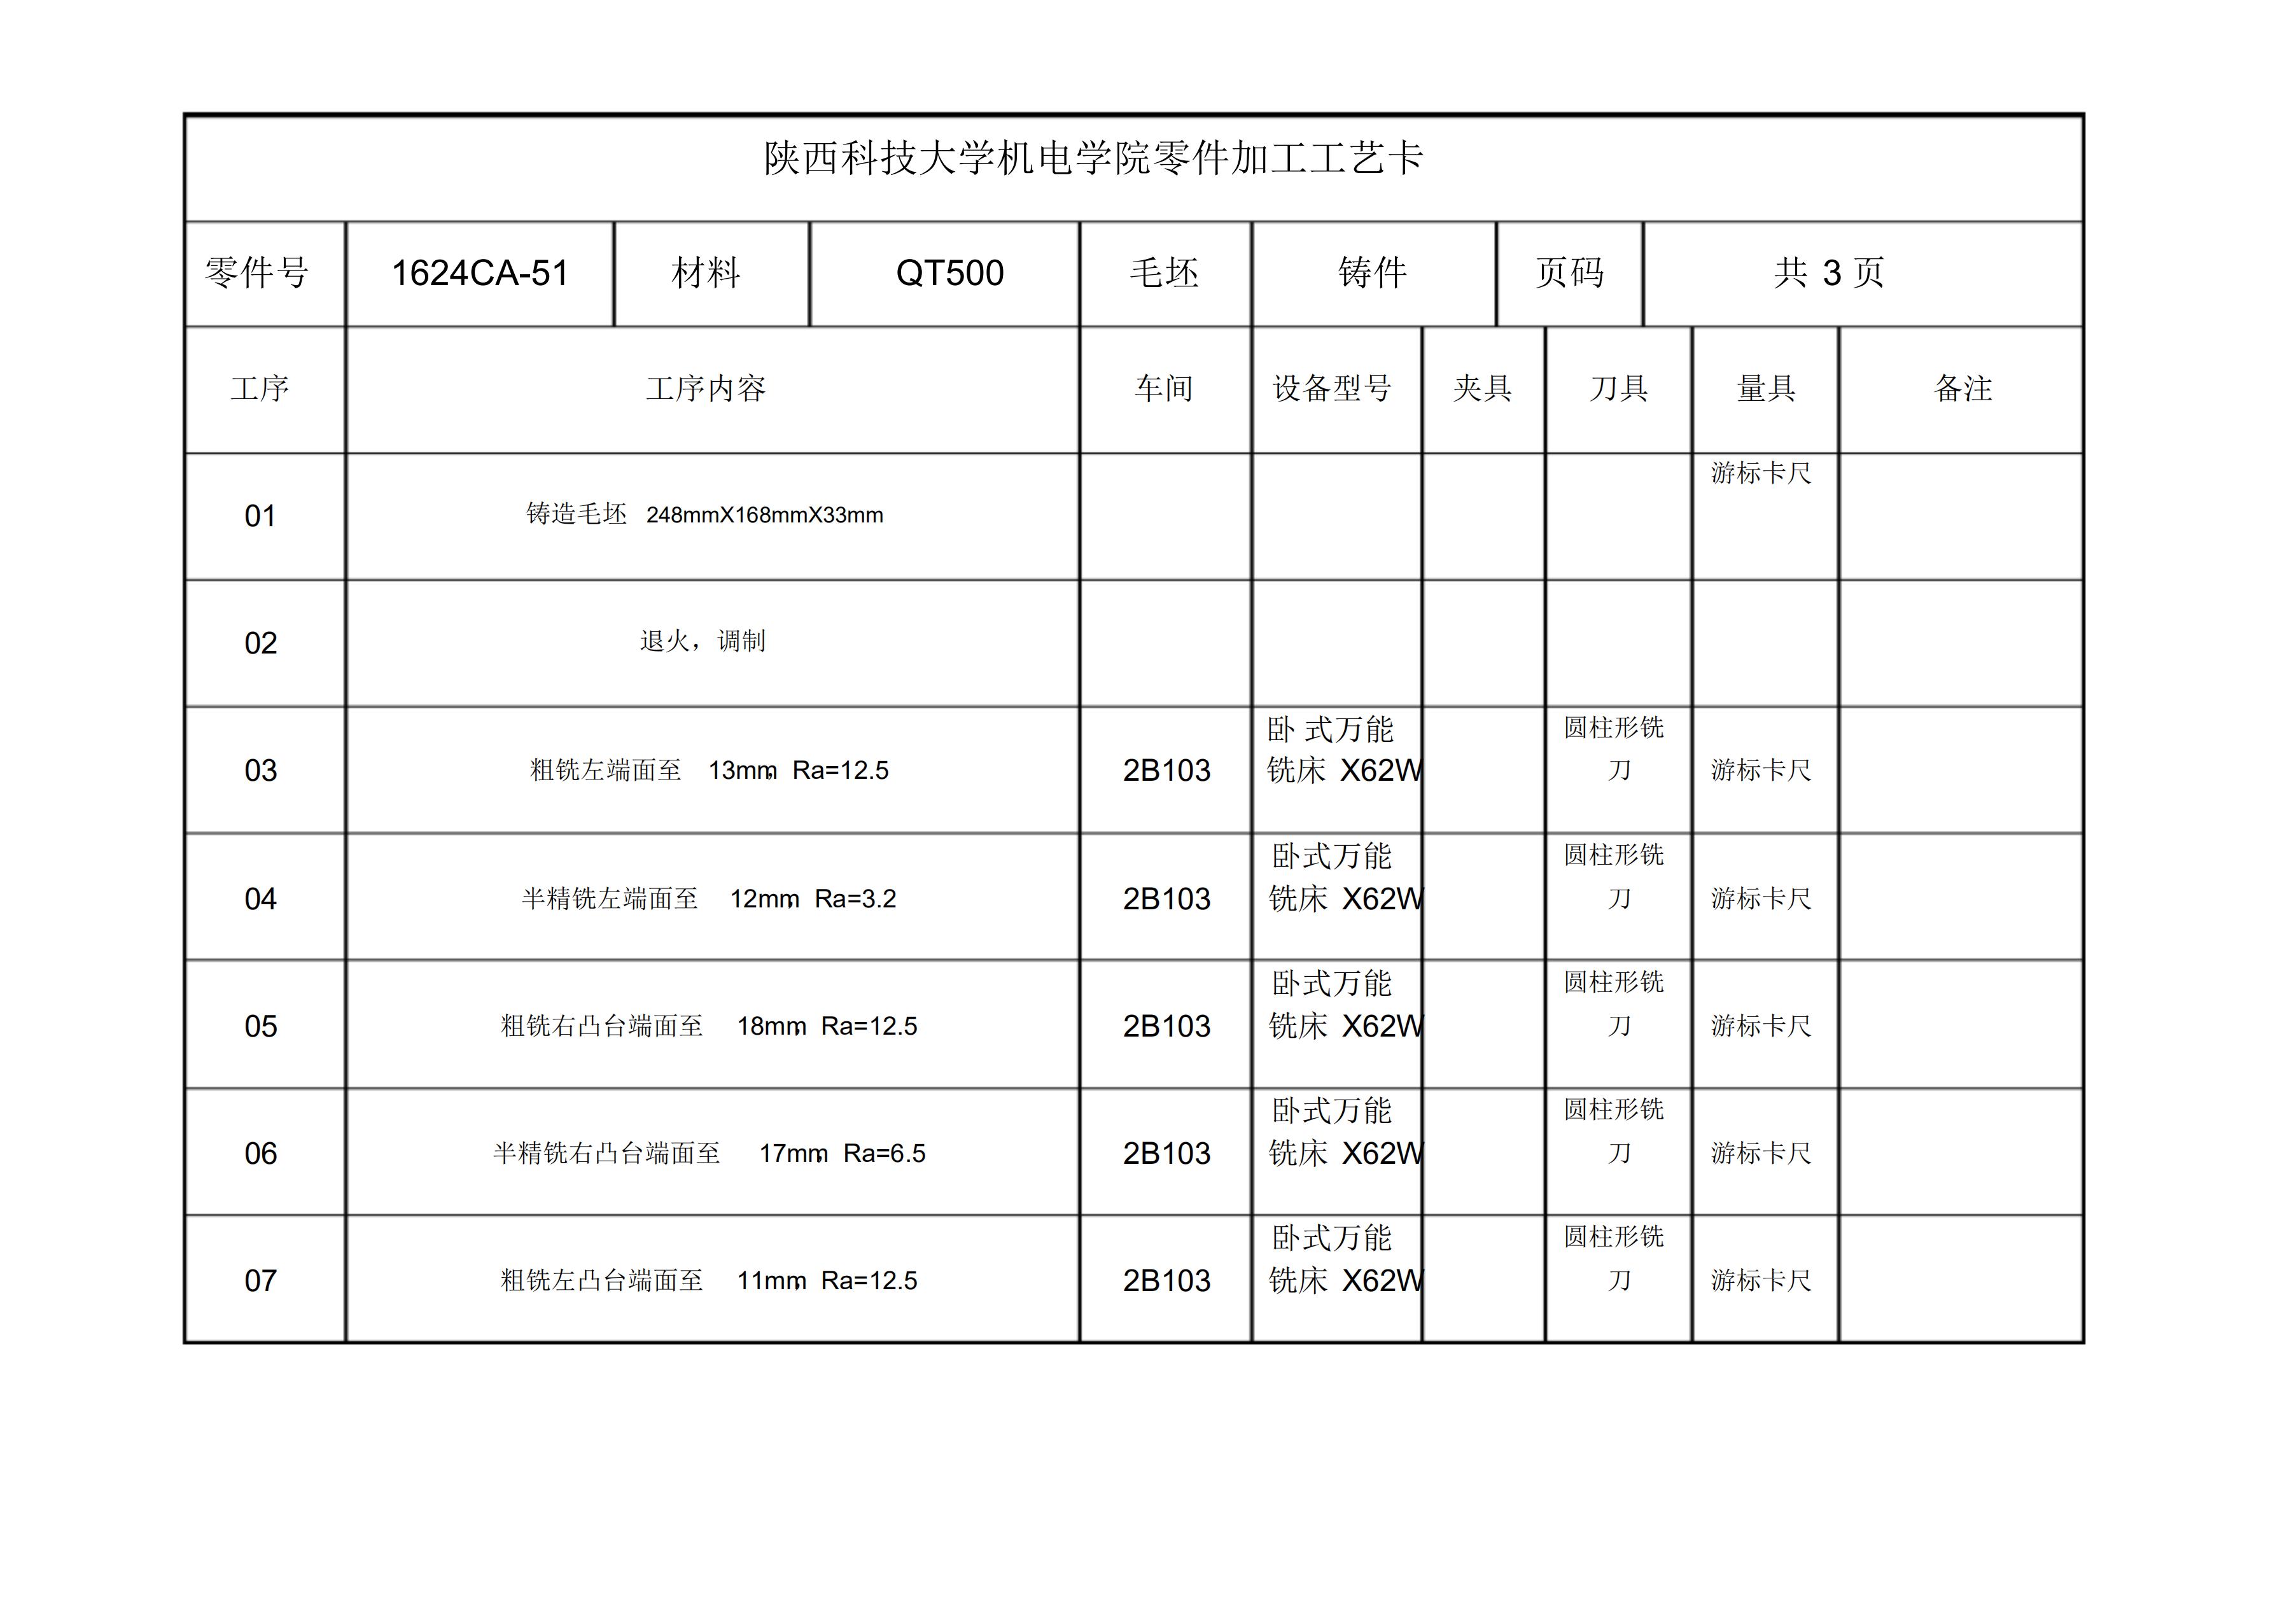 陕西科技大学机电学院零件加工工艺卡
零件号 1624CA-51 材料 QT500 毛坯 铸件 页码 共 3 页
工序 工序内容 车间 设备型号 夹具 刀具 量具 备注
01 铸造毛坯 248mmX168mmX33mm 游标卡尺
02 退火，调制
03 粗铣左端面至 13mm, Ra=12.5 2B103 卧 式万能
铣床 X62W 圆柱形铣
刀 游标卡尺
04 半精铣左端面至 12mm, Ra=3.2 2B103 卧式万能
铣床 X62W 圆柱形铣
刀 游标卡尺
05 粗铣右凸台端面至 18mm, Ra=12.5 2B103 卧式万能
铣床 X62W 圆柱形铣
刀 游标卡尺
06 半精铣右凸台端面至 17mm, Ra=6.5 2B103 卧式万能
铣床 X62W 圆柱形铣
刀 游标卡尺
07 粗铣左凸台端面至 11mm, Ra=12.5 2B103 卧式万能
铣床 X62W 圆柱形铣
刀 游标卡尺